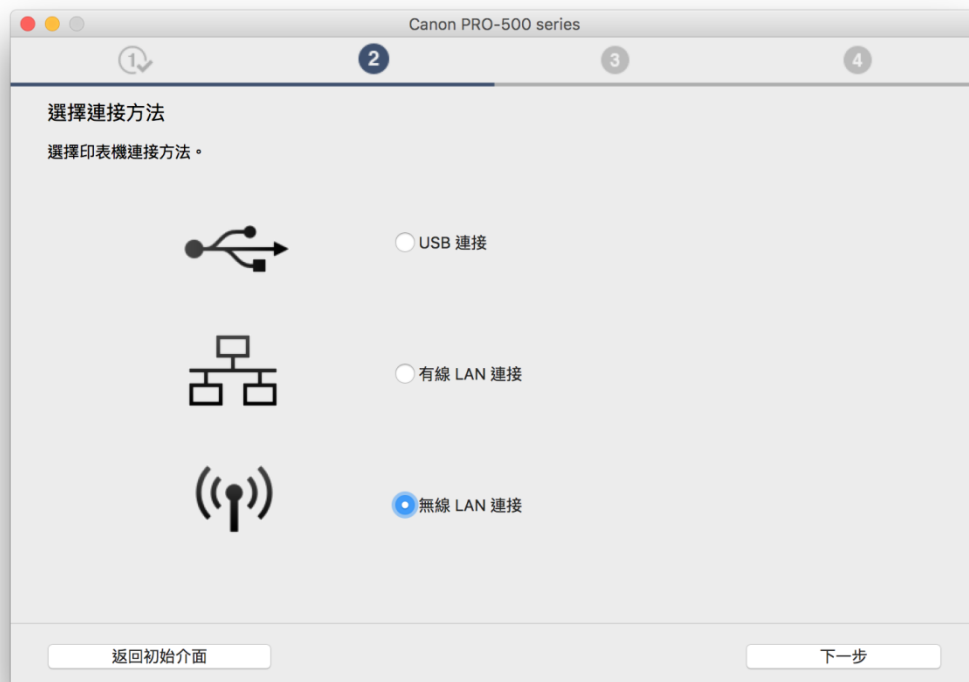 Canon PRO-500 series
1
2
3
4
選擇連接方法
選擇印表機連接方法。
USB 連接
有線 LAN 連接
無線 LAN 連接
返回初始介面
下一步